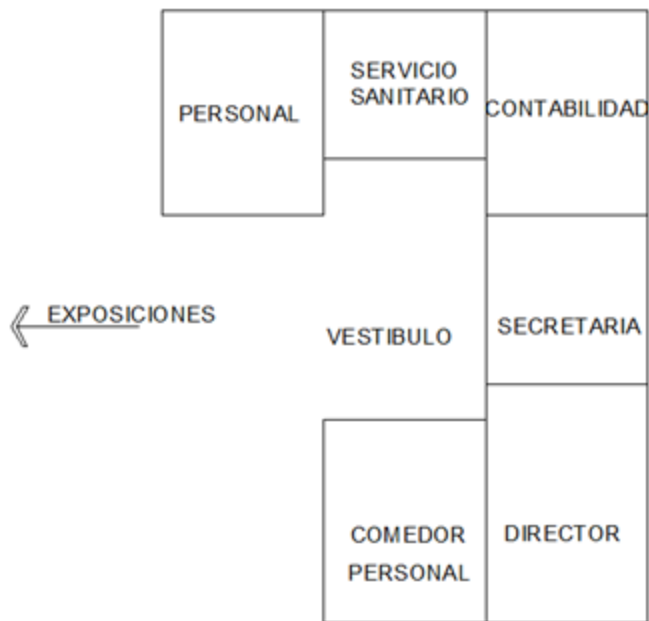 SERVICIO
SANITARIO
PERSONAL
CONTABILIDAD
EXPOSICIONES
VESTIBULO
SECRETARIA
COMEDOR
PERSONAL
DIRECTOR